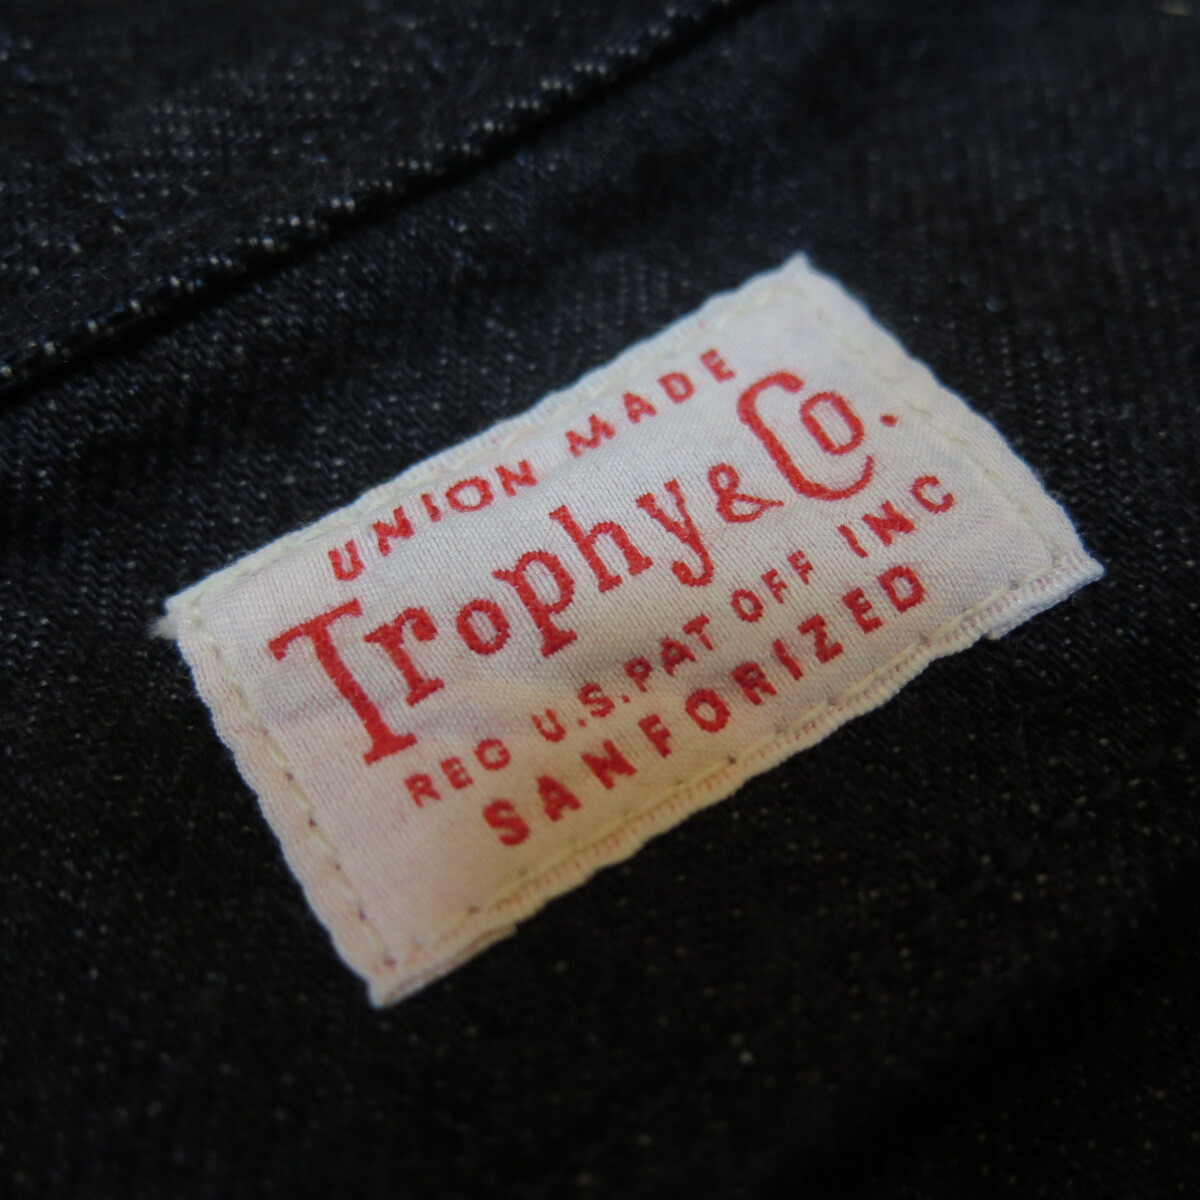 UNION MADE
Trophy & Co.
REG U.S.PAT OFF INC
SANFORIZED